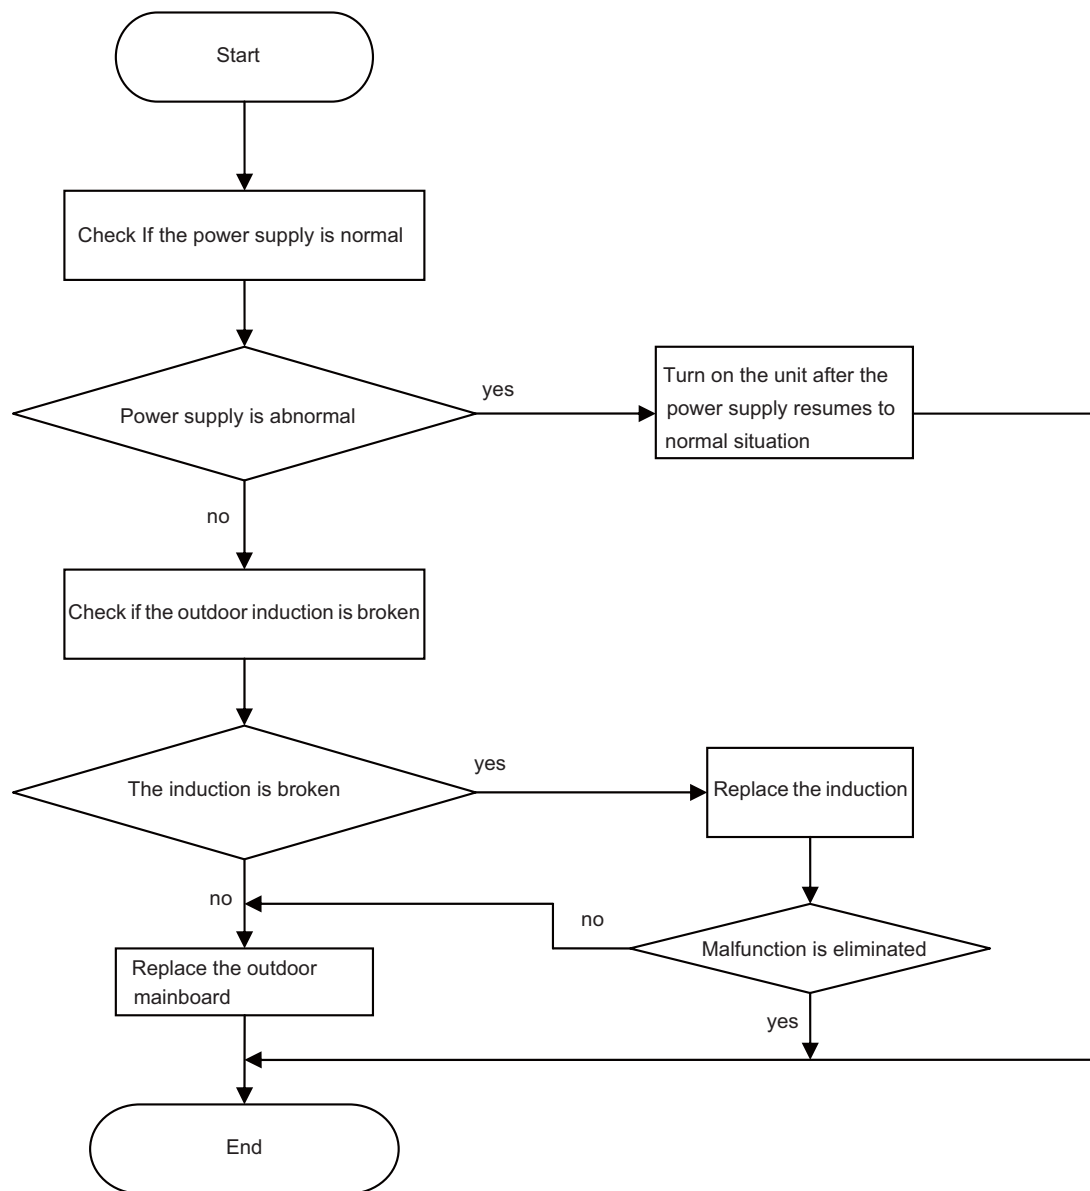 Start
Check If the power supply is normal
Power supply is abnormal
yes
Turn on the unit after the
power supply resumes to
normal situation
no
Check if the outdoor induction is broken
The induction is broken
yes
Replace the induction
no
no
Malfunction is eliminated
Replace the outdoor
mainboard
yes
End